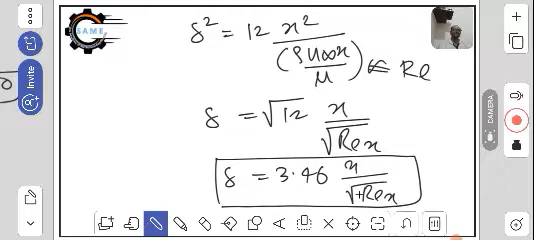 SAME
δ² = 12 x² / (ρu∞x / μ) ⇐ Re
δ = √12 x / √Rex
δ = 3.46 x / √Rex
Invite
CAMERA